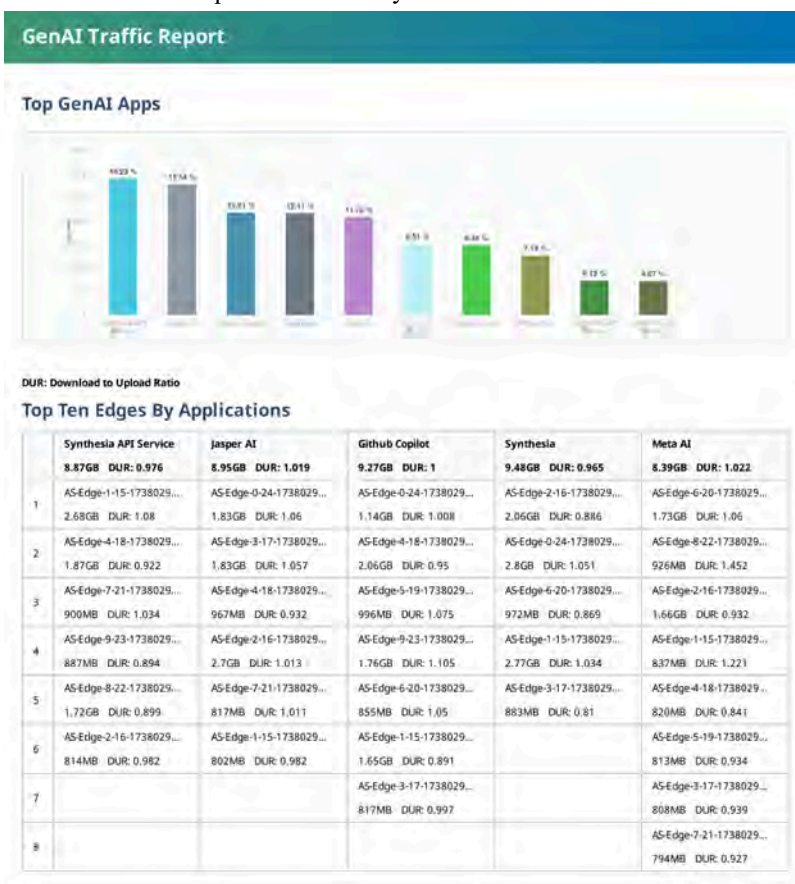 GenAI Traffic Report
Top GenAI Apps
DUR: Download to Upload Ratio
Top Ten Edges By Applications
Synthesia API Service Jasper AI Github Copilot Synthesia Meta AI
8.87GB DUR: 0.976 8.95GB DUR: 1.019 9.27GB DUR: 1 9.48GB DUR: 0.965 8.39GB DUR: 1.022
1
AS-Edge-1-15-1738029... AS-Edge-0-24-1738029... AS-Edge-0-24-1738029... AS-Edge-2-16-1738029... AS-Edge-6-20-1738029...
2.68GB DUR: 1.08 1.83GB DUR: 1.06 1.14GB DUR: 1.008 2.06GB DUR: 0.886 1.73GB DUR: 1.06
2
AS-Edge-4-18-1738029... AS-Edge-3-17-1738029... AS-Edge-4-18-1738029... AS-Edge-0-24-1738029... AS-Edge-8-22-1738029...
1.87GB DUR: 0.922 1.83GB DUR: 1.057 2.06GB DUR: 0.95 2.8GB DUR: 1.051 926MB DUR: 1.452
3
AS-Edge-7-21-1738029... AS-Edge-4-18-1738029... AS-Edge-5-19-1738029... AS-Edge-6-20-1738029... AS-Edge-2-16-1738029...
900MB DUR: 1.034 967MB DUR: 0.932 996MB DUR: 1.075 972MB DUR: 0.869 1.66GB DUR: 0.932
4
AS-Edge-9-23-1738029... AS-Edge-2-16-1738029... AS-Edge-9-23-1738029... AS-Edge-1-15-1738029... AS-Edge-1-15-1738029...
887MB DUR: 0.894 2.7GB DUR: 1.013 1.76GB DUR: 1.105 2.77GB DUR: 1.034 837MB DUR: 1.221
5
AS-Edge-8-22-1738029... AS-Edge-7-21-1738029... AS-Edge-6-20-1738029... AS-Edge-3-17-1738029... AS-Edge-4-18-1738029...
1.72GB DUR: 0.899 817MB DUR: 1.011 855MB DUR: 1.05 883MB DUR: 0.81 820MB DUR: 0.841
6
AS-Edge-2-16-1738029... AS-Edge-1-15-1738029... AS-Edge-1-15-1738029... AS-Edge-5-19-1738029...
814MB DUR: 0.982 802MB DUR: 0.982 1.65GB DUR: 0.891 813MB DUR: 0.934
7
AS-Edge-3-17-1738029... AS-Edge-3-17-1738029...
817MB DUR: 0.997 808MB DUR: 0.939
8
AS-Edge-7-21-1738029...
794MB DUR: 0.927